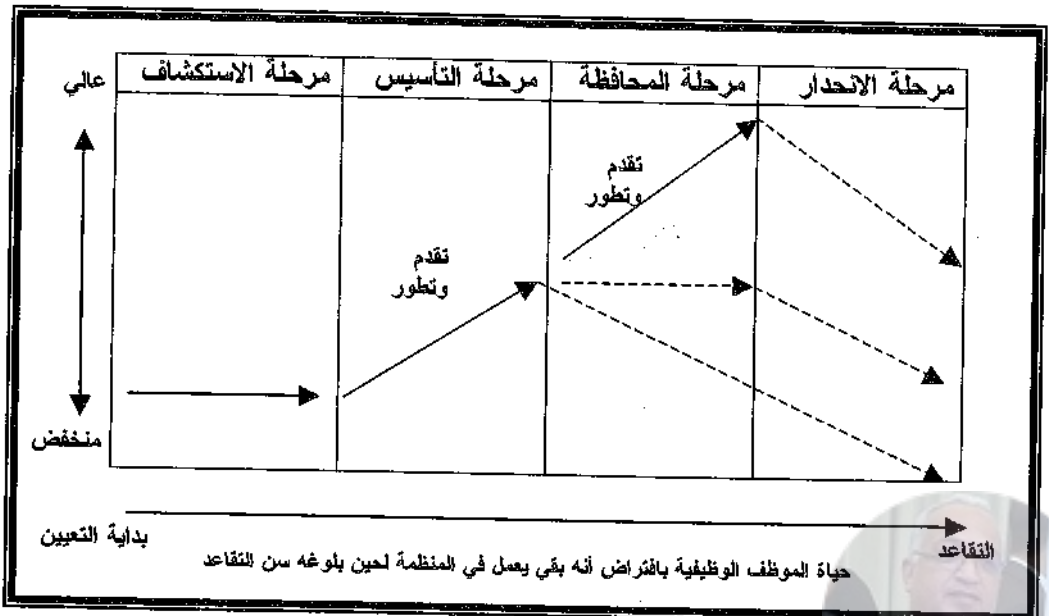 عالي
مرحلة الاستكشاف
مرحلة التأسيس
مرحلة المحافظة
مرحلة الانحدار
تقدم
وتطور
تقدم
وتطور
منخفض
بداية التعيين
التقاعد
حياة الموظف الوظيفية بافتراض أنه بقي يعمل في المنظمة لحين بلوغه سن التقاعد